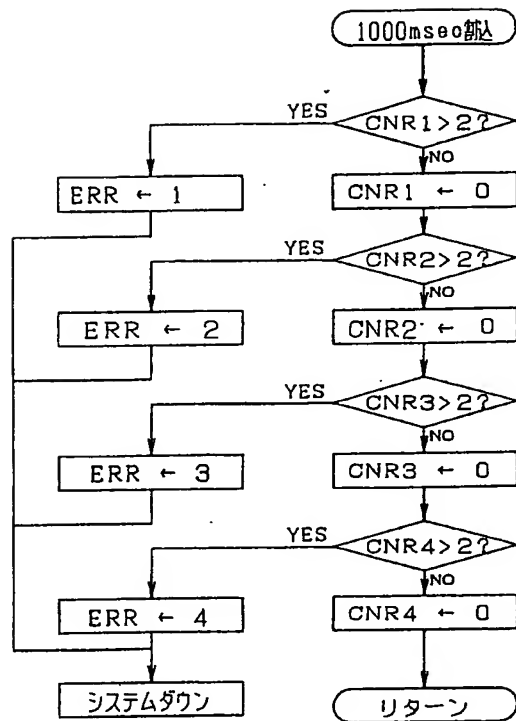 1000msec割込
CNR1>2?
YES
NO
ERR ← 1
CNR1 ← 0
CNR2>2?
YES
NO
ERR ← 2
CNR2 ← 0
CNR3>2?
YES
NO
ERR ← 3
CNR3 ← 0
CNR4>2?
YES
NO
ERR ← 4
CNR4 ← 0
システムダウン
リターン